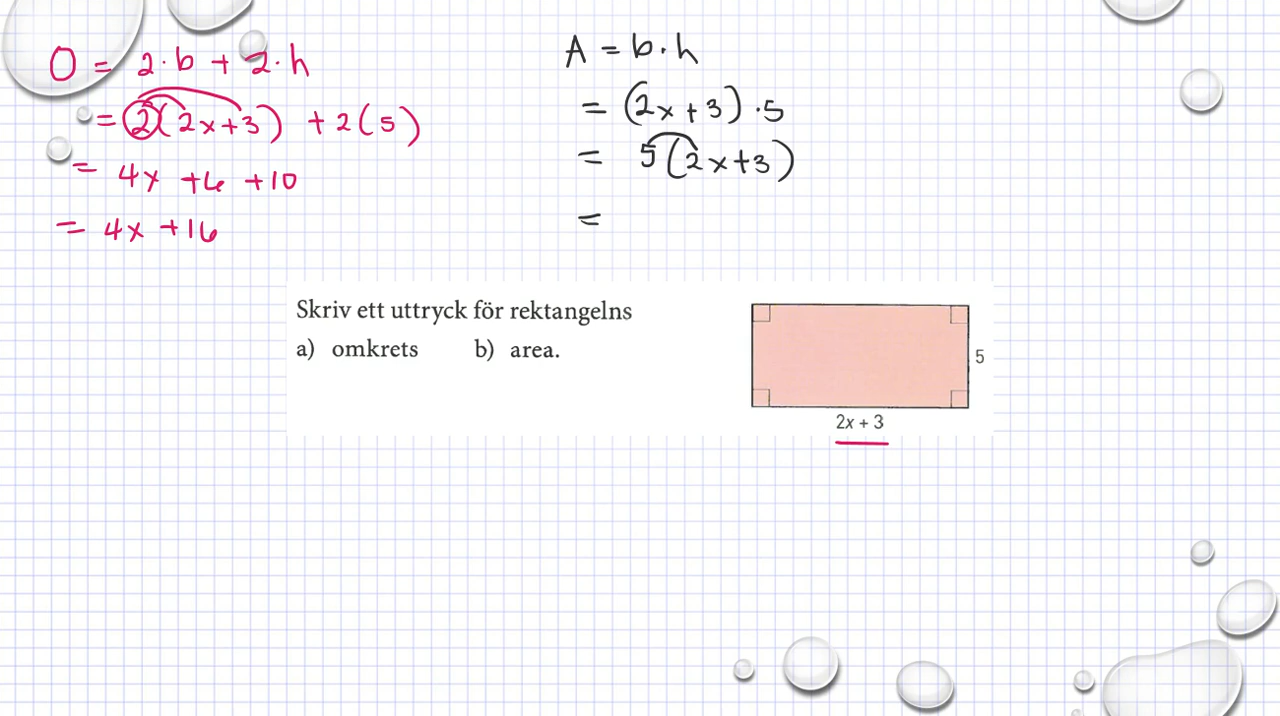 O = 2·b + 2·h
= 2(2x+3) + 2(5)
= 4x +6 +10
= 4x +16
A = b·h
= (2x+3)·5
= 5(2x+3)
=
Skriv ett uttryck för rektangelns
a) omkrets b) area.
5
2x + 3